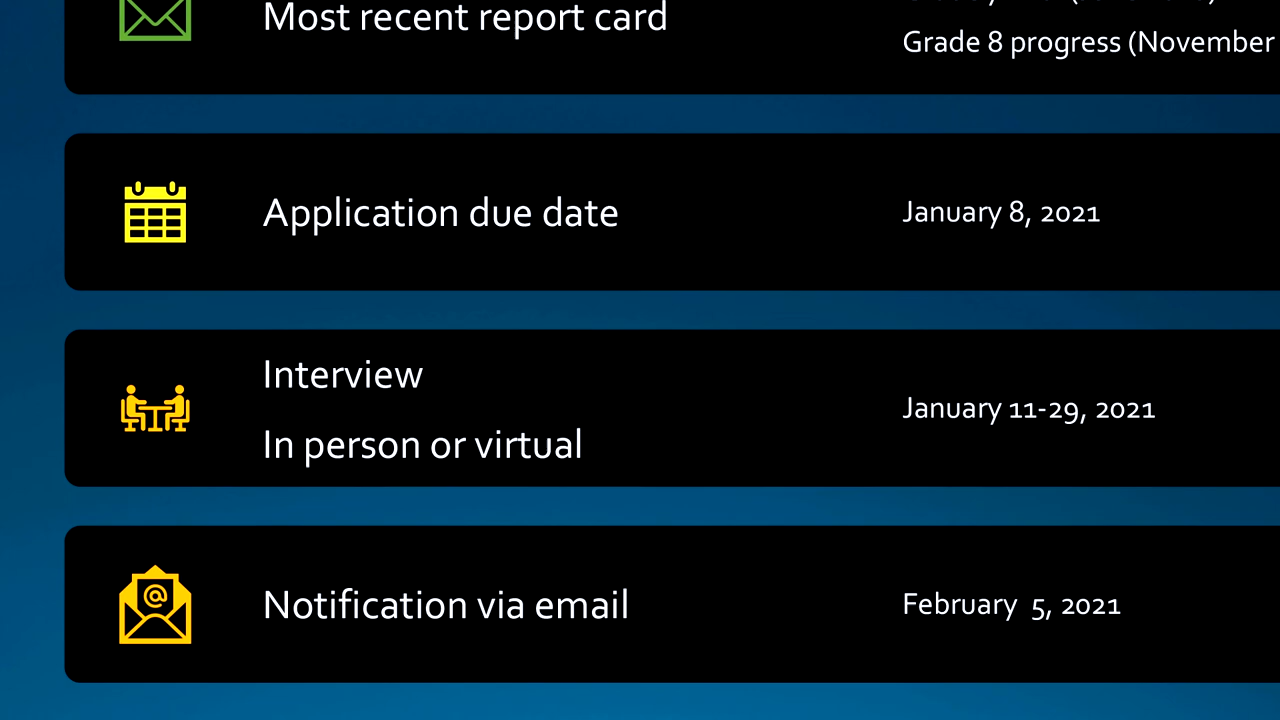 Most recent report card
Grade 8 progress (November
Application due date
January 8, 2021
Interview
In person or virtual
January 11-29, 2021
Notification via email
February  5, 2021